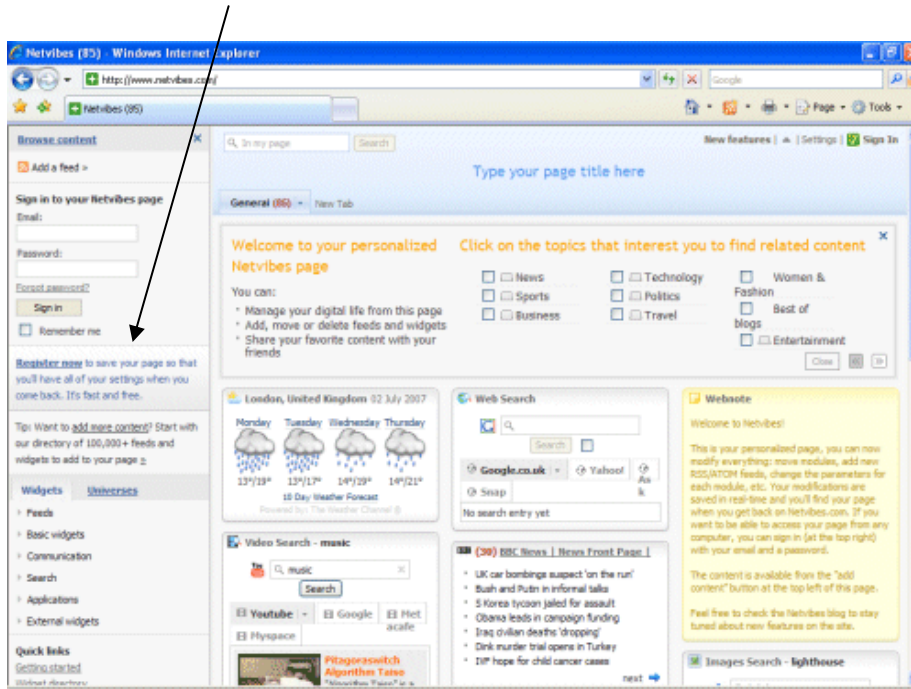 Netvibes (85) - Windows Internet Explorer
http://www.netvibes.com/
Google
Netvibes (85)
Page
Tools
Browse content
Add a feed »
Sign in to your Netvibes page
Email:
Password:
Forgot password?
Sign in
Remember me
Register now to save your page so that
you'll have all of your settings when you
come back. It's fast and free.
Tip: Want to add more content? Start with
our directory of 100,000+ feeds and
widgets to add to your page »
Widgets Universes
Feeds
Basic widgets
Communication
Search
Applications
External widgets
Quick links
Getting started
Widget directory
In my page
Search
New features | Settings | Sign In
Type your page title here
General (86)
New Tab
Welcome to your personalized
Netvibes page
You can:
* Manage your digital life from this page
* Add, move or delete feeds and widgets
* Share your favorite content with your
friends
Click on the topics that interest you to find related content
News
Sports
Business
Technology
Politics
Travel
Women &
Fashion
Best of
blogs
Entertainment
Close
London, United Kingdom 02 July 2007
Monday Tuesday Wednesday Thursday
13°/19° 13°/17° 14°/19° 14°/21°
10 Day Weather Forecast
Powered by: The Weather Channel ®
Video Search - music
music
Search
Youtube Google Met
acafe
Myspace
Pitagoraswitch
Algorithm Taiso
"Algorithm Taiso" is a
Web Search
Search
Google.co.uk Yahoo! As
k
Snap
No search entry yet
(30) BBC News | News Front Page |
* UK car bombings suspect 'on the run'
* Bush and Putin in informal talks
* S Korea tycoon jailed for assault
* Obama leads in campaign funding
* Iraq civilian deaths 'dropping'
* Dink murder trial opens in Turkey
* IVF hope for child cancer cases
next
Webnote
Welcome to Netvibes!
This is your personalized page, you can now
modify everything: move modules, add new
RSS/ATOM feeds, change the parameters for
each module, etc. Your modifications are
saved in real-time and you'll find your page
when you get back on Netvibes.com. If you
want to be able to access your page from any
computer, you can sign in (at the top right)
with your email and a password.
The content is available from the "add
content" button at the top left of this page.
Feel free to check the Netvibes blog to stay
tuned about new features on the site.
Images Search - lighthouse